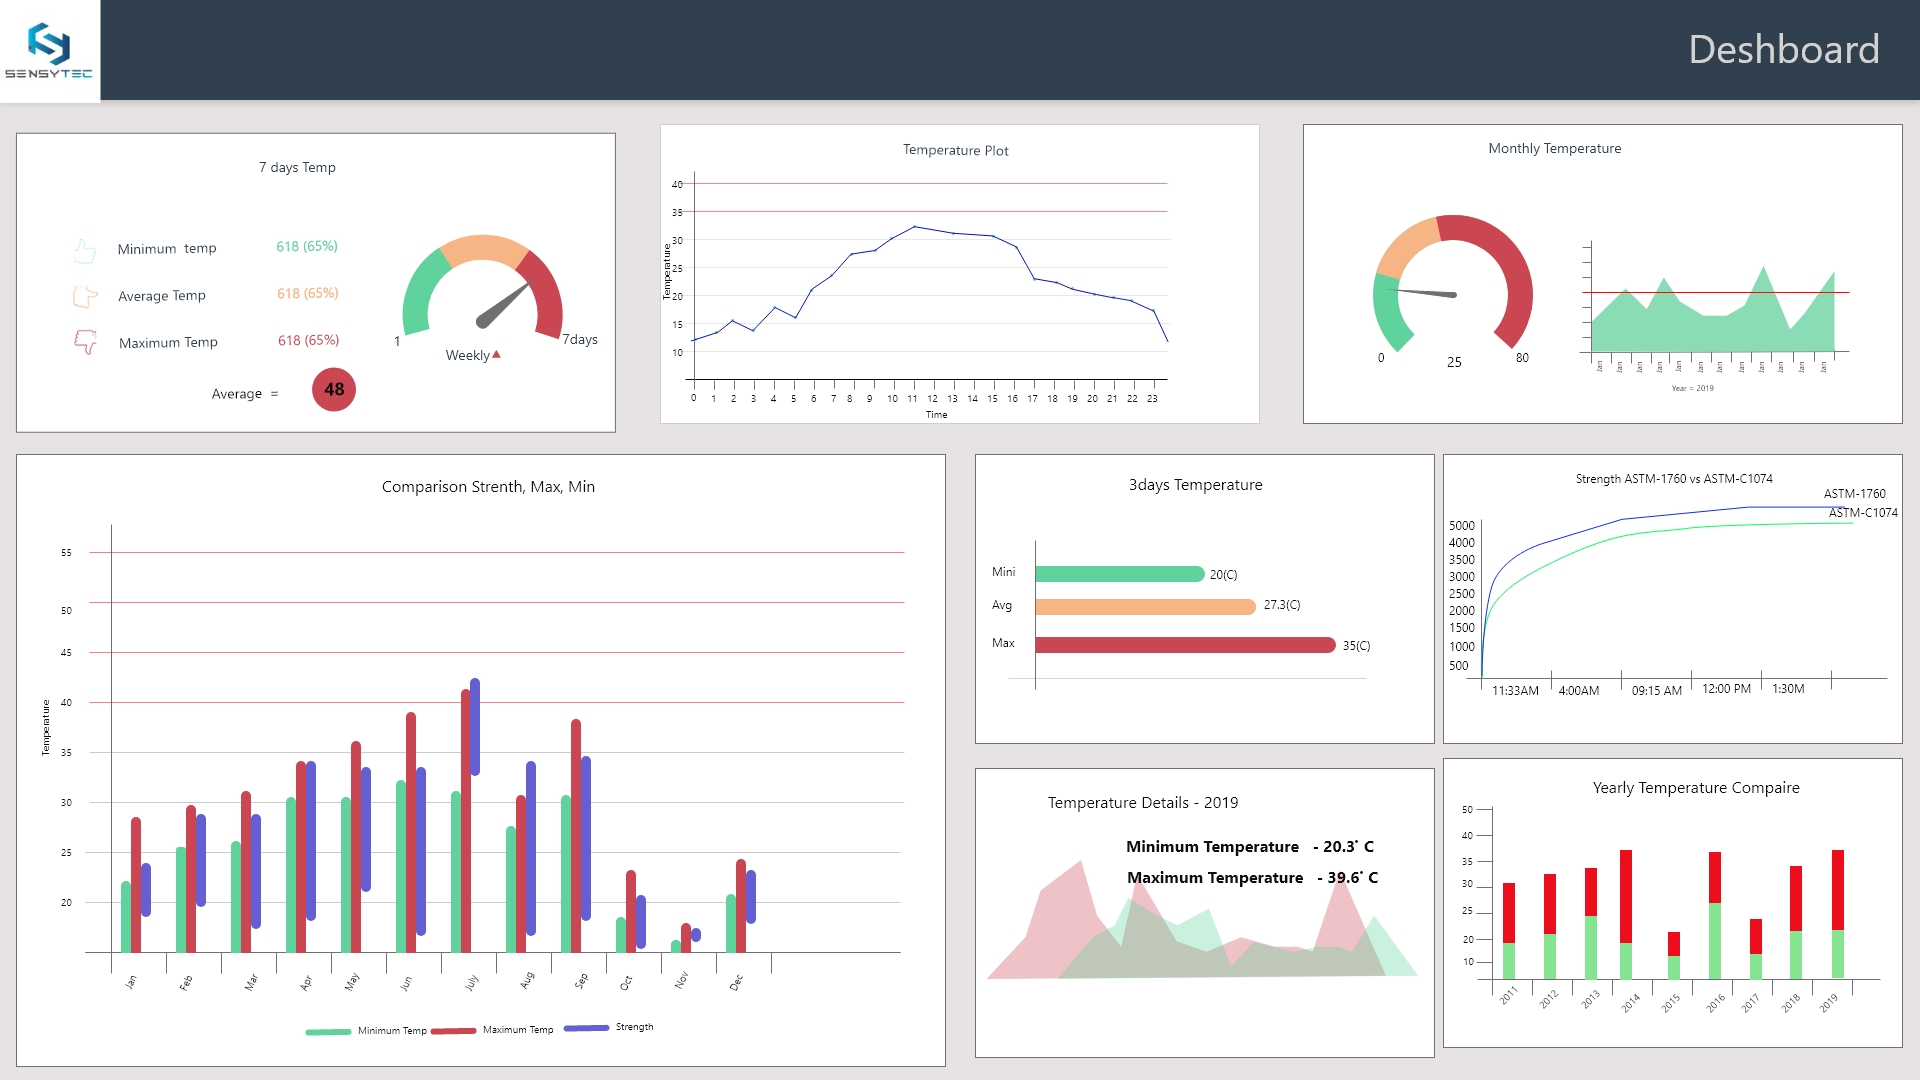 SENSYTEC
Deshboard
7 days Temp
Minimum temp 618 (65%)
Average Temp 618 (65%)
Maximum Temp 618 (65%)
Average = 48
1
7days
Weekly
Temperature Plot
40
35
30
25
20
15
10
Temperature
0 1 2 3 4 5 6 7 8 9 10 11 12 13 14 15 16 17 18 19 20 21 22 23
Time
Monthly Temperature
0 25 80
Jan Jan Jan Jan Jan Jan Jan Jan Jan Jan Jan Jan
Year = 2019
Comparison Strenth, Max, Min
55
50
45
40
35
30
25
20
Temperature
Jan Feb Mar Apr May Jun July Aug Sep Oct Nov Dec
Minimum Temp Maximum Temp Strength
3days Temperature
Mini 20(C)
Avg 27.3(C)
Max 35(C)
Strength ASTM-1760 vs ASTM-C1074
ASTM-1760
ASTM-C1074
5000
4000
3500
3000
2500
2000
1500
1000
500
11:33AM 4:00AM 09:15 AM 12:00 PM 1:30M
Temperature Details - 2019
Minimum Temperature - 20.3° C
Maximum Temperature - 39.6° C
Yearly Temperature Compaire
50
40
35
30
25
20
10
2011 2012 2013 2014 2015 2016 2017 2018 2019